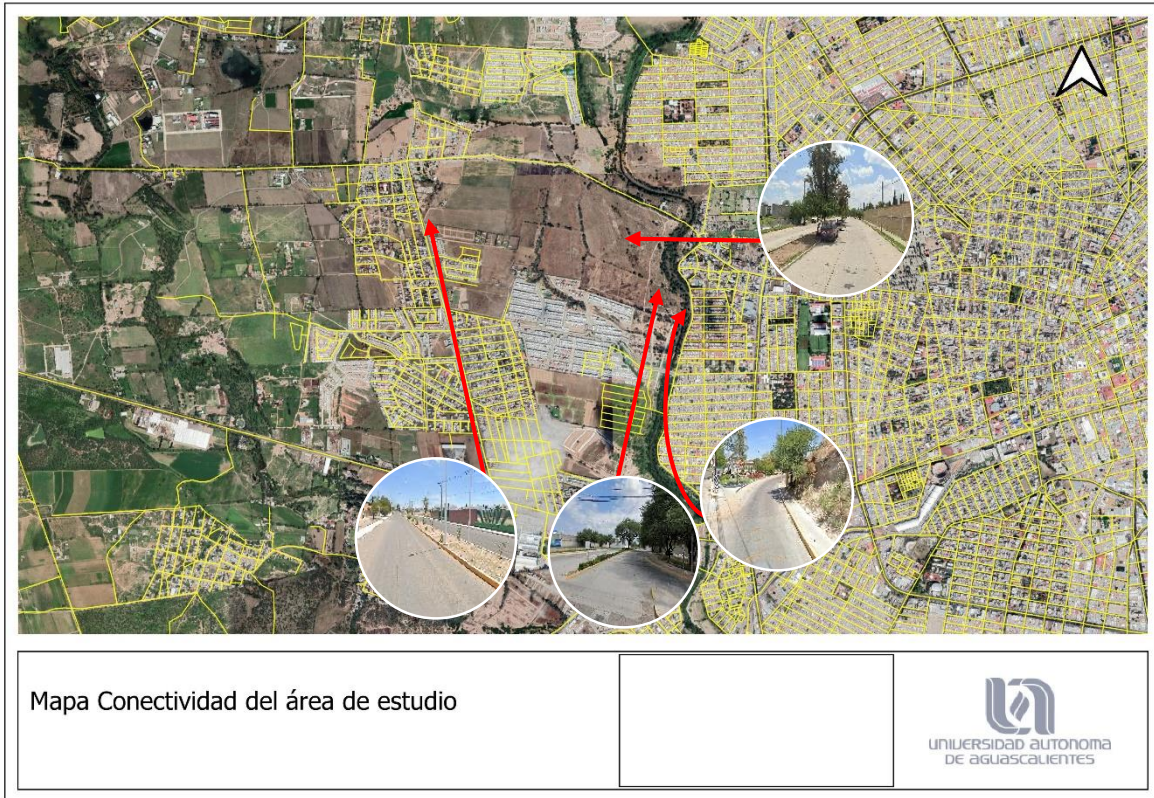 Mapa Conectividad del área de estudio
UNIVERSIDAD AUTONOMA
DE AGUASCALIENTES